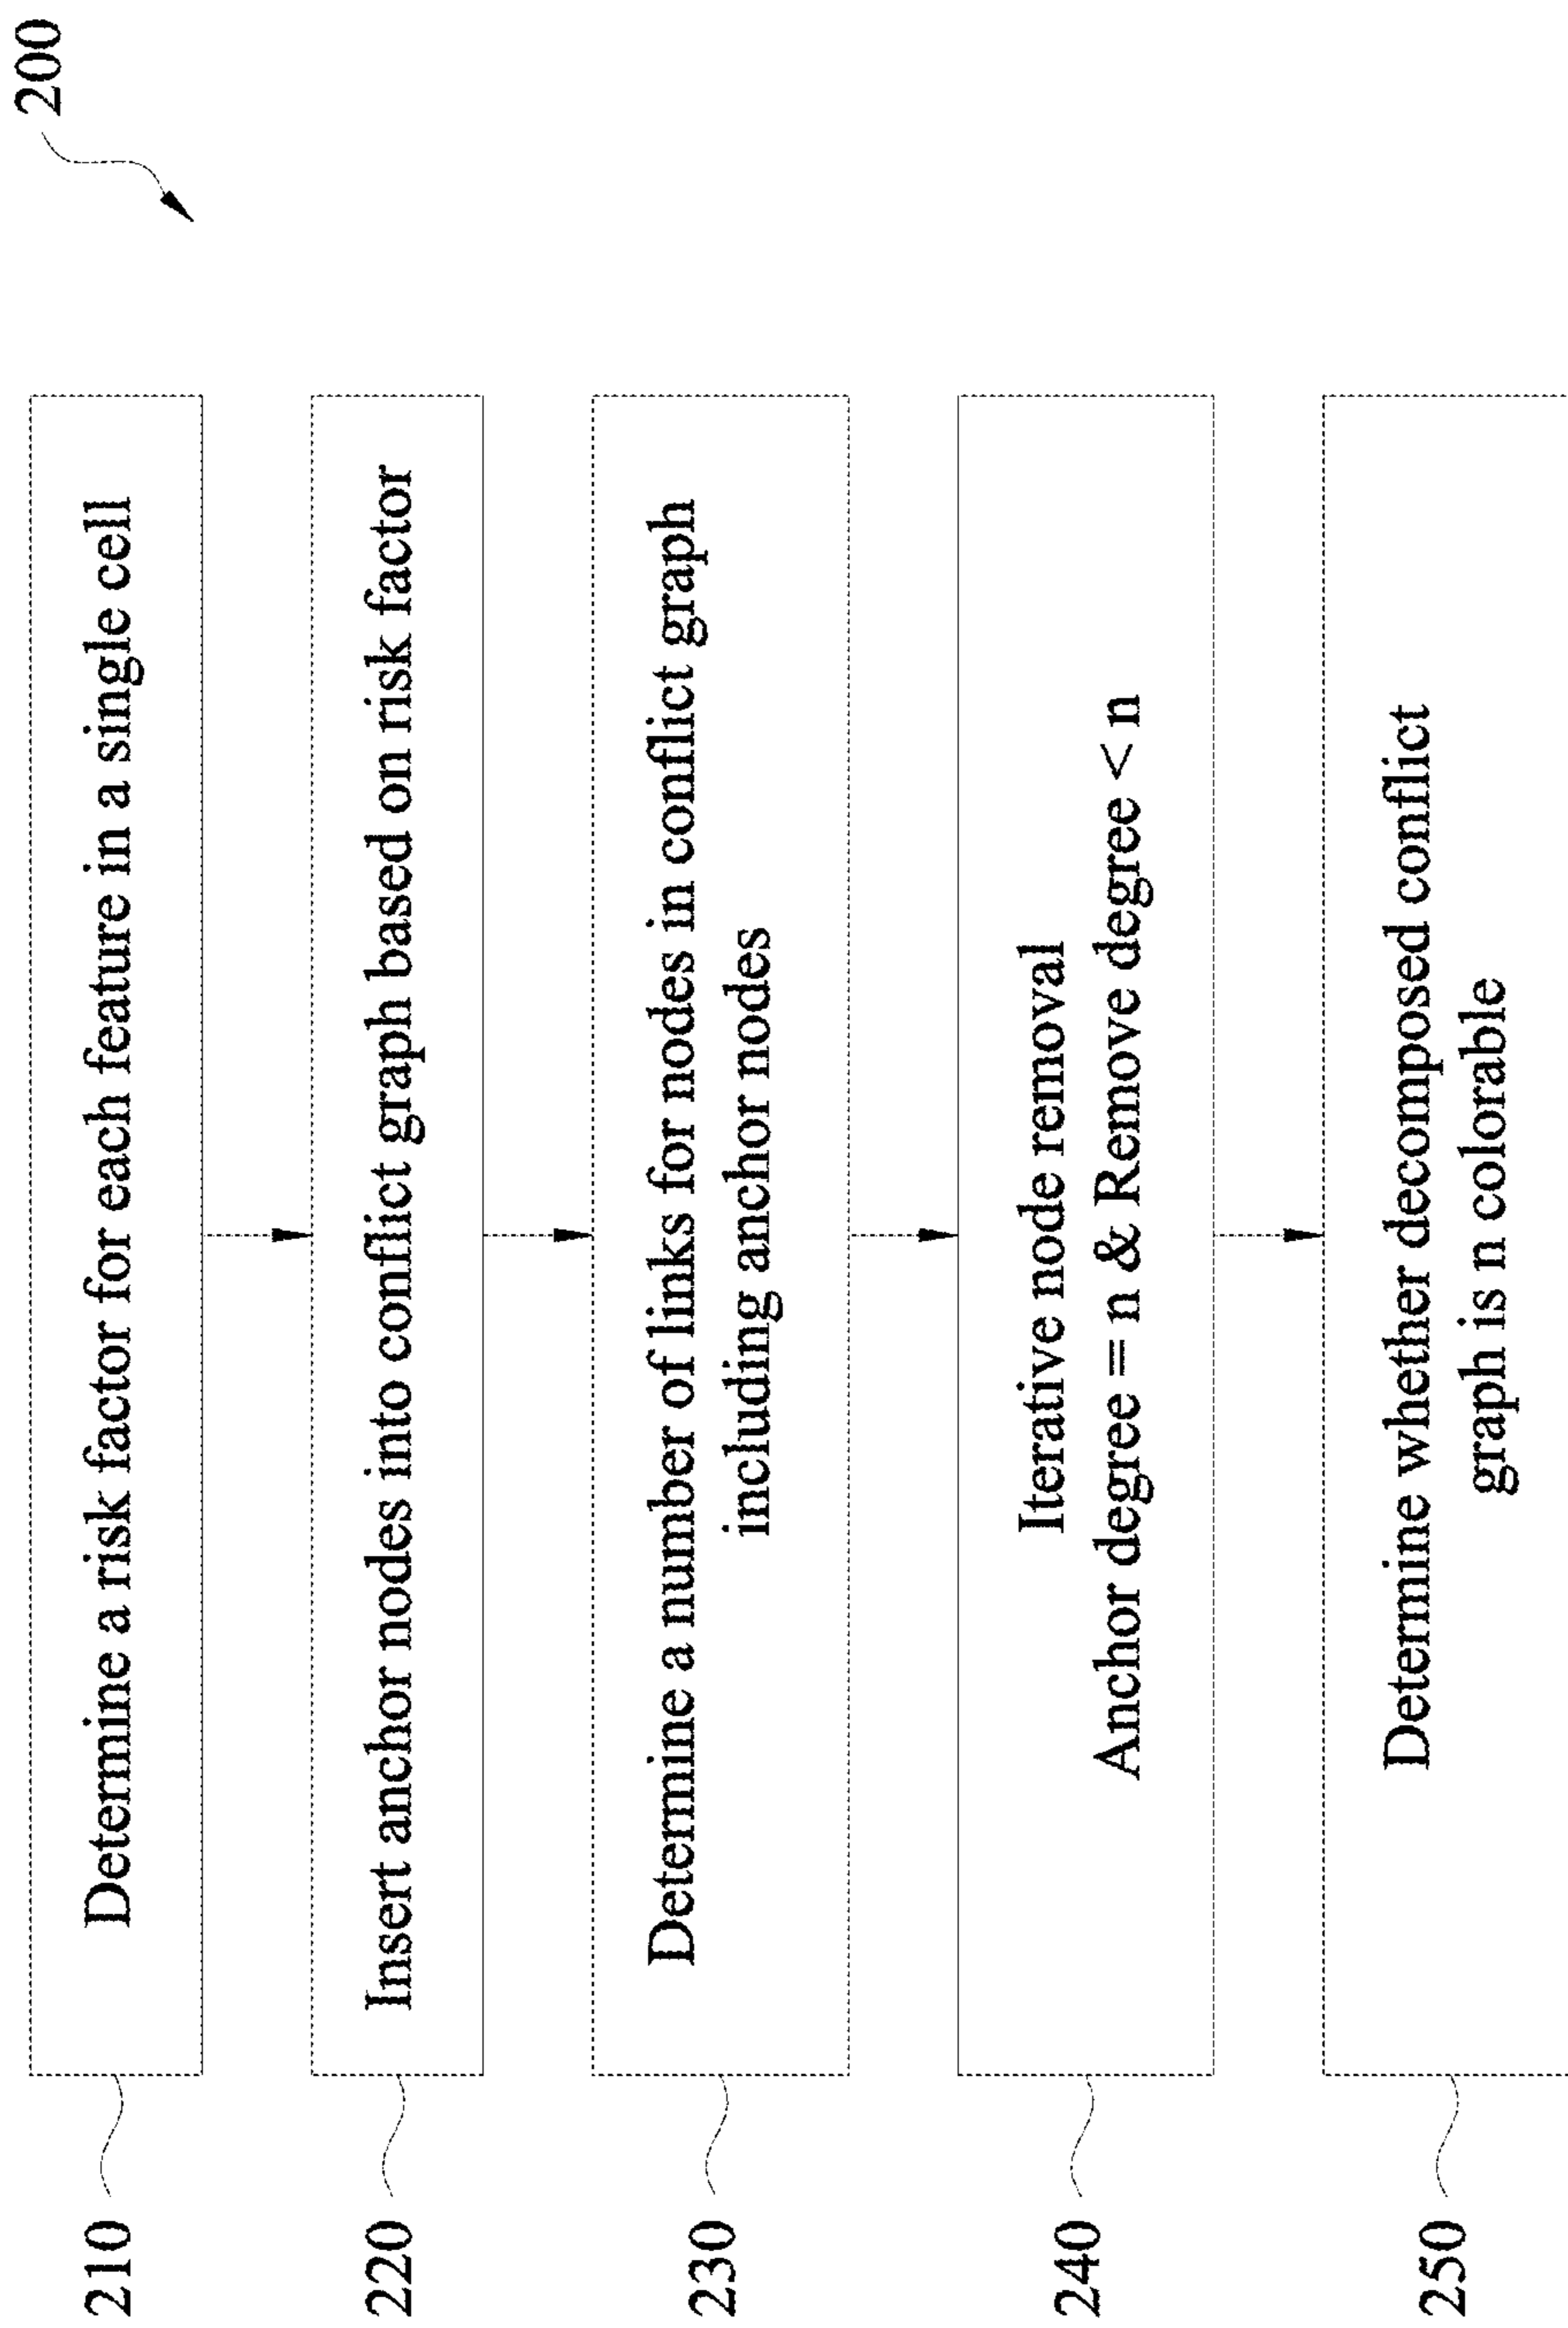 200
210
Determine a risk factor for each feature in a single cell
220
Insert anchor nodes into conflict graph based on risk factor
230
Determine a number of links for nodes in conflict graph
including anchor nodes
240
Iterative node removal
Anchor degree = n & Remove degree < n
250
Determine whether decomposed conflict
graph is n colorable